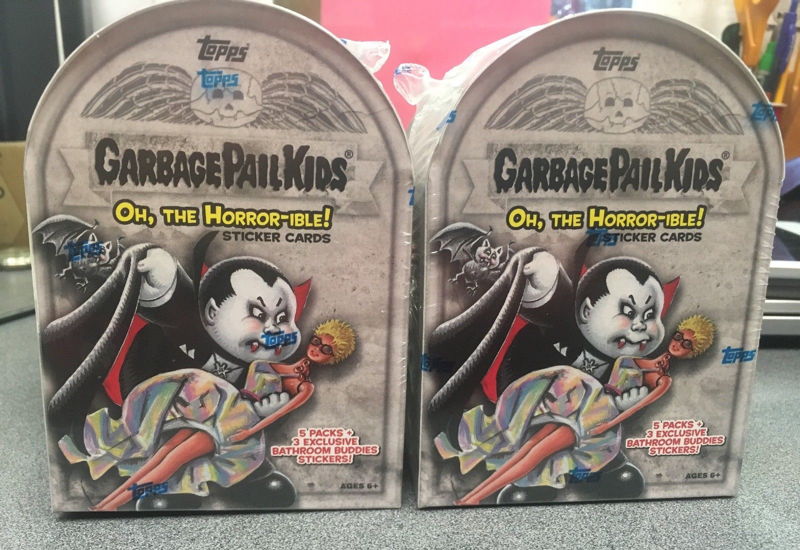 Topps
Topps
GARBAGE PAIL KIDS®
OH, THE HORROR-IBLE!
STICKER CARDS
Topps
5 PACKS +
3 EXCLUSIVE
BATHROOM BUDDIES
STICKERS!
Topps
AGES 6+
Topps
GARBAGE PAIL KIDS®
OH, THE HORROR-IBLE!
STICKER CARDS
Topps
5 PACKS +
3 EXCLUSIVE
BATHROOM BUDDIES
STICKERS!
AGES 6+